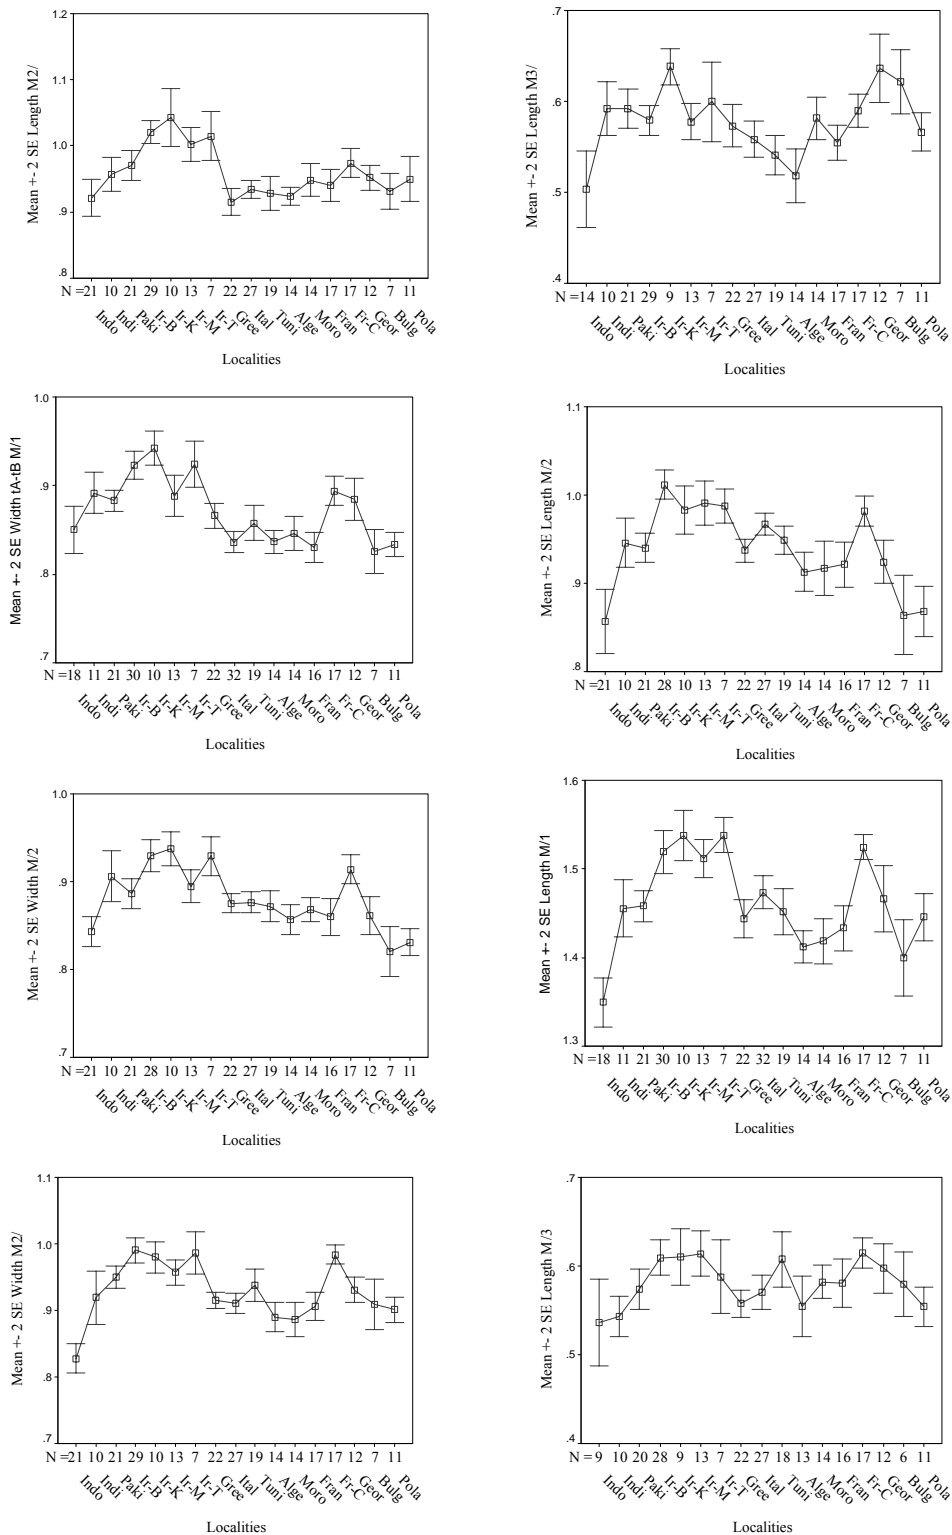 Mean +- 2 SE Length M2/
1.2
1.1
1.0
.9
.8
N =21 10 21 29 10 13 7 22 27 19 14 14 17 17 12 7 11
Indo Indi Paki Ir-B Ir-K Ir-M Ir-T Gree Ital Tuni Alge Moro Fran Fr-C Geor Bulg Pola
Localities
Mean +- 2 SE Length M3/
.7
.6
.5
.4
N =14 10 21 29 9 13 7 22 27 19 14 14 17 17 12 7 11
Indo Indi Paki Ir-B Ir-K Ir-M Ir-T Gree Ital Tuni Alge Moro Fran Fr-C Geor Bulg Pola
Localities
Mean +- 2 SE Width tA-tB M/1
1.0
.9
.8
.7
N =18 11 21 30 10 13 7 22 32 19 14 14 16 17 12 7 11
Indo Indi Paki Ir-B Ir-K Ir-M Ir-T Gree Ital Tuni Alge Moro Fran Fr-C Geor Bulg Pola
Localities
Mean +- 2 SE Length M/2
1.1
1.0
.9
.8
N =21 10 21 28 10 13 7 22 27 19 14 14 16 17 12 7 11
Indo Indi Paki Ir-B Ir-K Ir-M Ir-T Gree Ital Tuni Alge Moro Fran Fr-C Geor Bulg Pola
Localities
Mean +- 2 SE Width M/2
1.0
.9
.8
.7
N =21 10 21 28 10 13 7 22 27 19 14 14 16 17 12 7 11
Indo Indi Paki Ir-B Ir-K Ir-M Ir-T Gree Ital Tuni Alge Moro Fran Fr-C Geor Bulg Pola
Localities
Mean +- 2 SE Length M/1
1.6
1.5
1.4
1.3
N =18 11 21 30 10 13 7 22 32 19 14 14 16 17 12 7 11
Indo Indi Paki Ir-B Ir-K Ir-M Ir-T Gree Ital Tuni Alge Moro Fran Fr-C Geor Bulg Pola
Localities
Mean +- 2 SE Width M2/
1.1
1.0
.9
.8
.7
N =21 10 21 29 10 13 7 22 27 19 14 14 17 17 12 7 11
Indo Indi Paki Ir-B Ir-K Ir-M Ir-T Gree Ital Tuni Alge Moro Fran Fr-C Geor Bulg Pola
Localities
Mean +- 2 SE Length M/3
.7
.6
.5
.4
N = 9 10 20 28 9 13 7 22 27 18 13 14 16 17 12 6 11
Indo Indi Paki Ir-B Ir-K Ir-M Ir-T Gree Ital Tuni Alge Moro Fran Fr-C Geor Bulg Pola
Localities